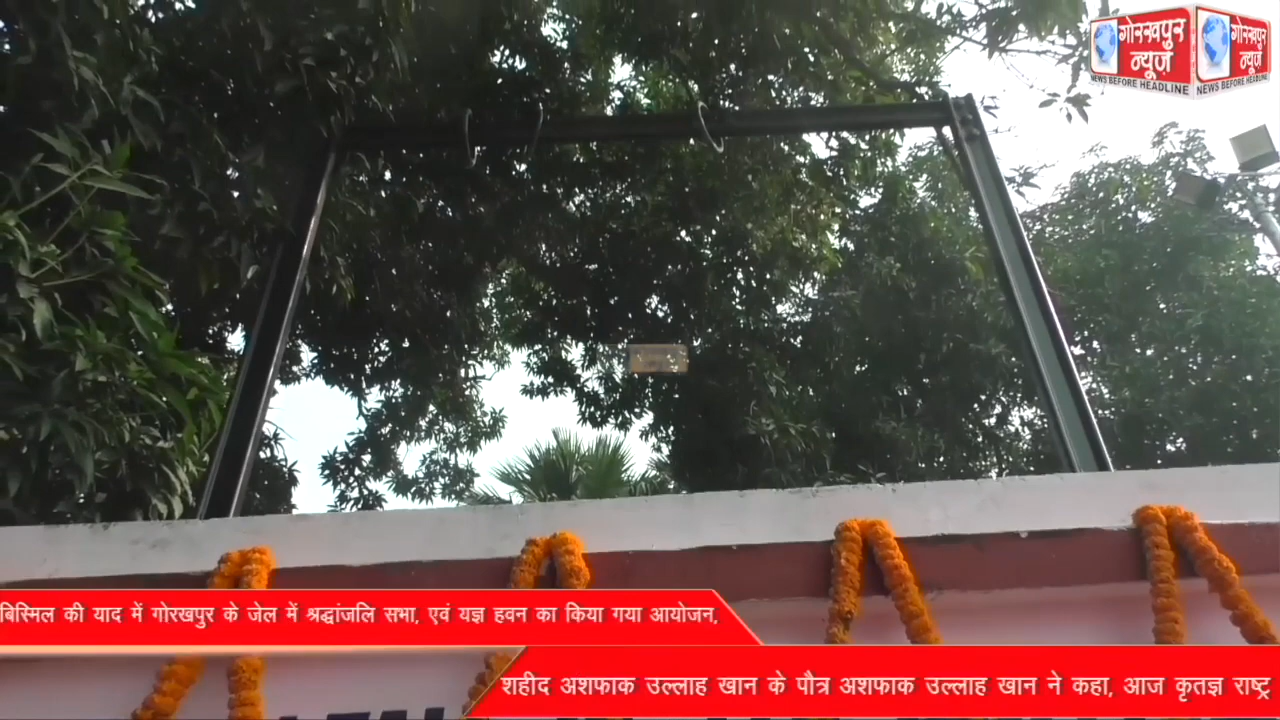 गोरखपुर
न्यूज़
NEWS BEFORE HEADLINE
गोरखपुर
न्यूज़
NEWS BEFORE HEADLINE
बिस्मिल की याद में गोरखपुर के जेल में श्रद्धांजलि सभा, एवं यज्ञ हवन का किया गया आयोजन,
शहीद अशफाक उल्लाह खान के पौत्र अशफाक उल्लाह खान ने कहा, आज कृतज्ञ राष्ट्र